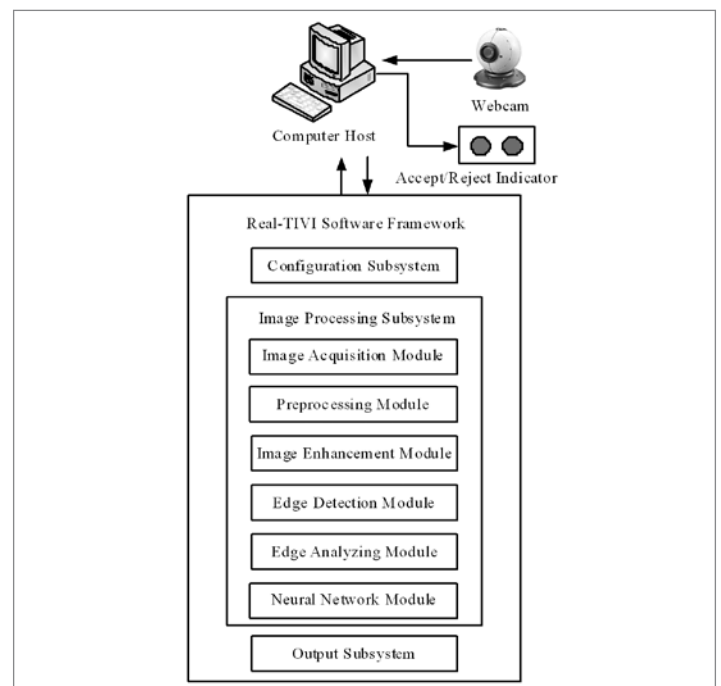 Webcam
Computer Host
Accept/Reject Indicator
Real-TIVI Software Framework
Configuration Subsystem
Image Processing Subsystem
Image Acquisition Module
Preprocessing Module
Image Enhancement Module
Edge Detection Module
Edge Analyzing Module
Neural Network Module
Output Subsystem